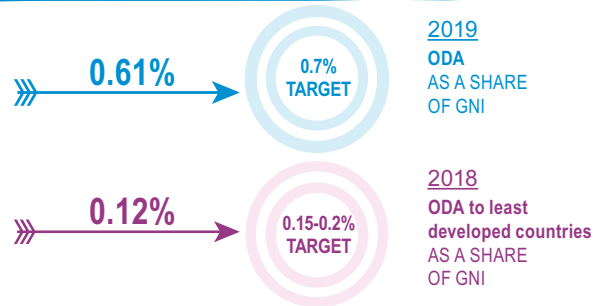 0.61%
0.7%
TARGET
2019
ODA
AS A SHARE
OF GNI
0.12%
0.15-0.2%
TARGET
2018
ODA to least
developed countries
AS A SHARE
OF GNI